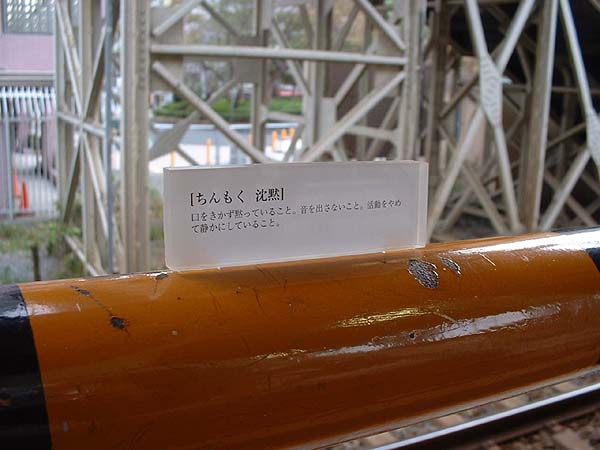 [ちんもく 沈黙]
口をきかず黙っていること。音を出さないこと。活動をやめ
て静かにしていること。